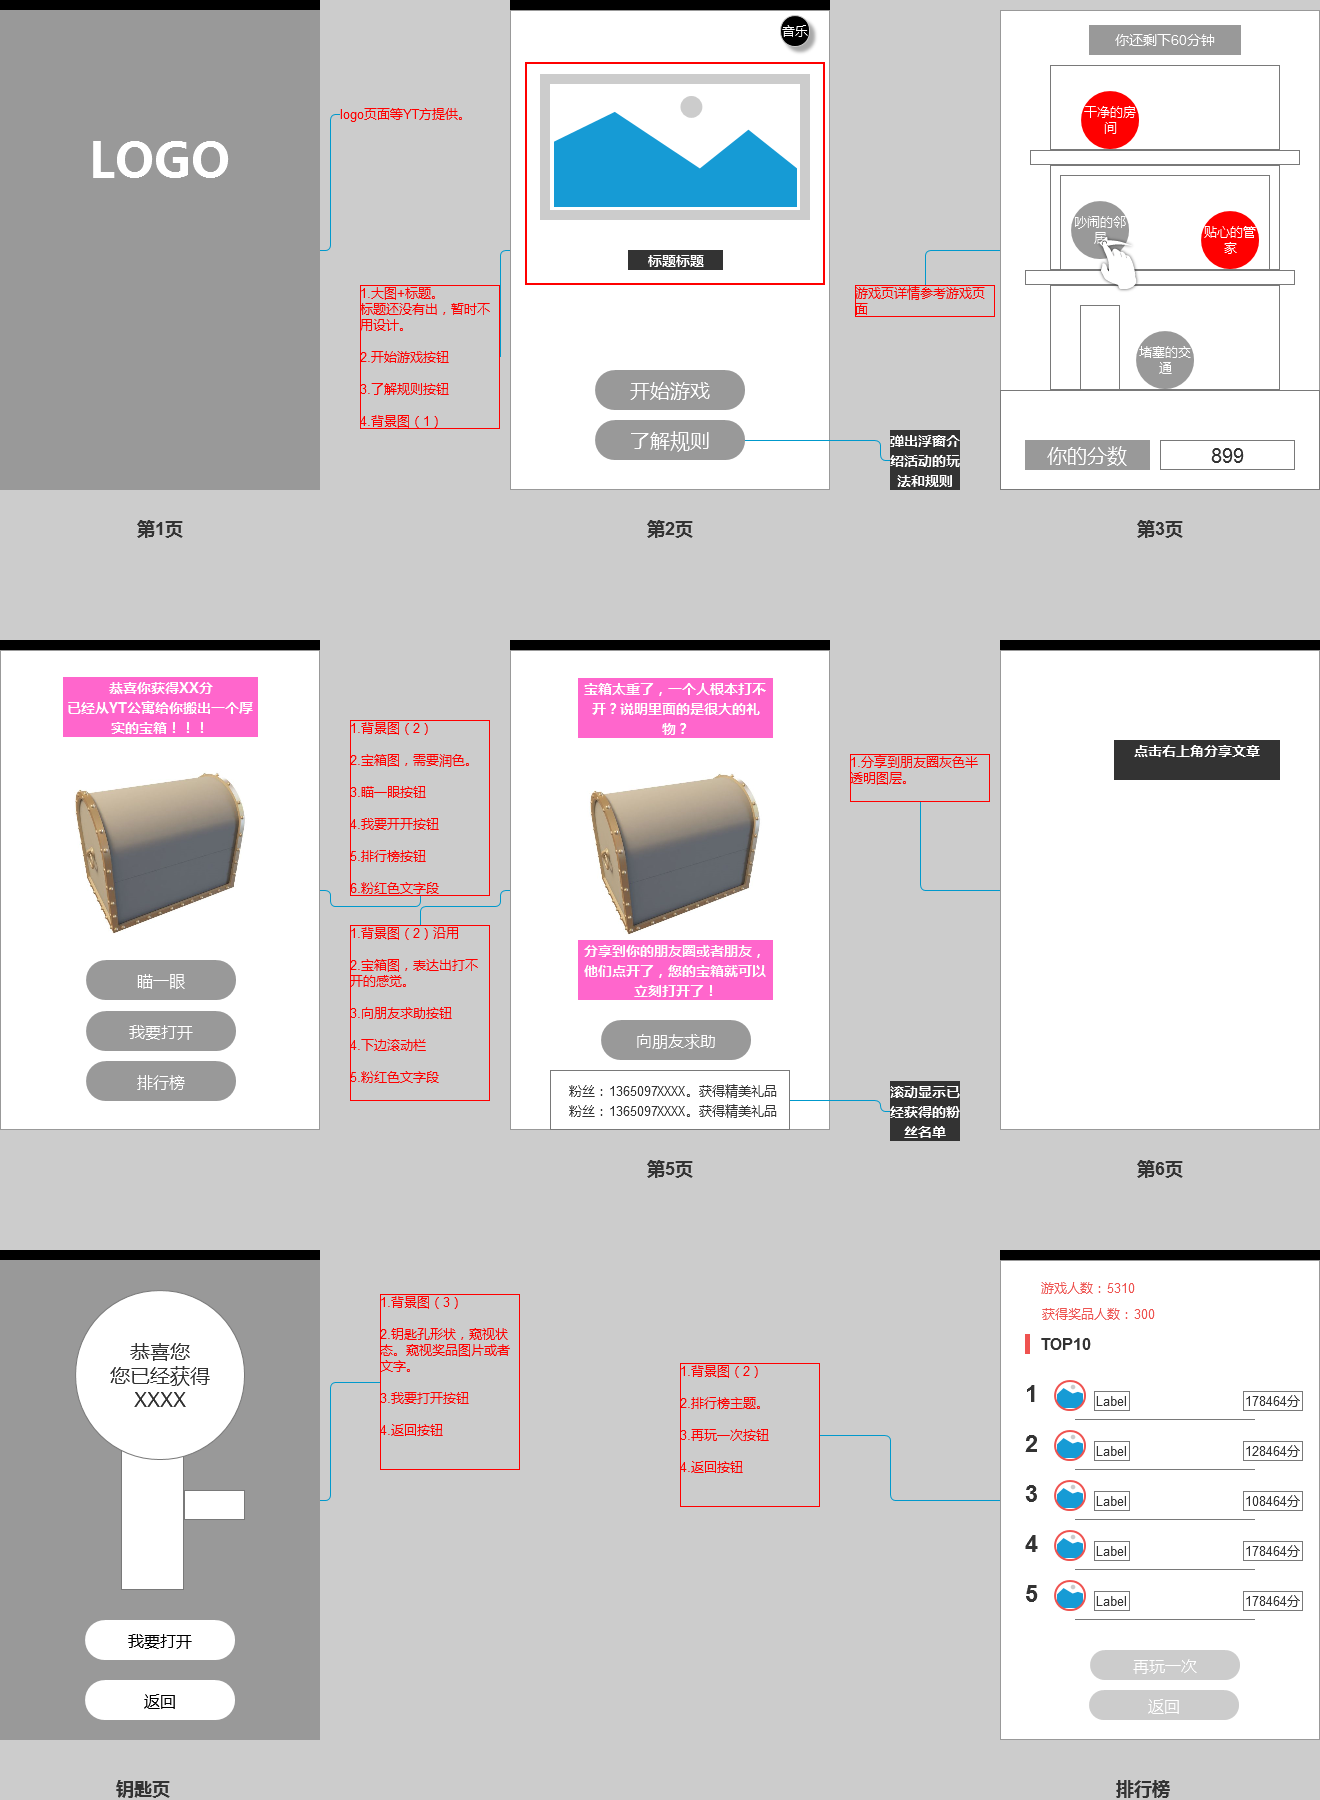 LOGO
logo页面等YT方提供。
第1页
1.大图+标题。
标题还没有出，暂时不
用设计。
2.开始游戏按钮
3.了解规则按钮
4.背景图（1）
音乐
标题标题
开始游戏
了解规则
弹出浮窗介
绍活动的玩
法和规则
第2页
游戏页详情参考游戏页
面
你还剩下60分钟
干净的房
间
吵闹的邻
居
贴心的管
家
堵塞的交
通
你的分数
899
第3页
恭喜你获得XX分
已经从YT公寓给你搬出一个厚
实的宝箱！！！
瞄一眼
我要打开
排行榜
1.背景图（2）
2.宝箱图，需要润色。
3.瞄一眼按钮
4.我要开开按钮
5.排行榜按钮
6.粉红色文字段
1.背景图（2）沿用
2.宝箱图，表达出打不
开的感觉。
3.向朋友求助按钮
4.下边滚动栏
5.粉红色文字段
宝箱太重了，一个人根本打不
开？说明里面的是很大的礼
物？
分享到你的朋友圈或者朋友，
他们点开了，您的宝箱就可以
立刻打开了！
向朋友求助
粉丝：1365097XXXX。获得精美礼品
粉丝：1365097XXXX。获得精美礼品
滚动显示已
经获得的粉
丝名单
第5页
1.分享到朋友圈灰色半
透明图层。
点击右上角分享文章
第6页
恭喜您
您已经获得
XXXX
我要打开
返回
钥匙页
1.背景图（3）
2.钥匙孔形状，窥视状
态。窥视奖品图片或者
文字。
3.我要打开按钮
4.返回按钮
1.背景图（2）
2.排行榜主题。
3.再玩一次按钮
4.返回按钮
游戏人数：5310
获得奖品人数：300
TOP10
1 Label 178464分
2 Label 128464分
3 Label 108464分
4 Label 178464分
5 Label 178464分
再玩一次
返回
排行榜